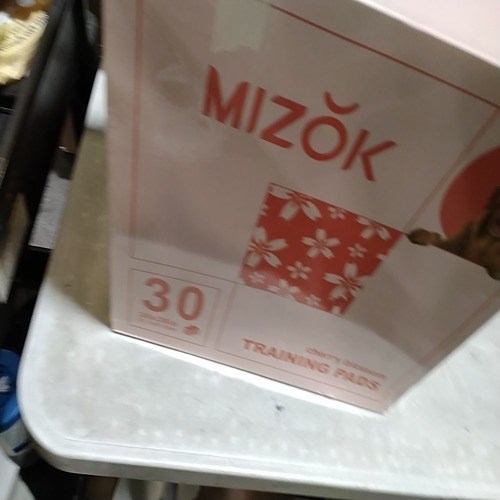 MIZŎK
30
cherry blossom
TRAINING PADS